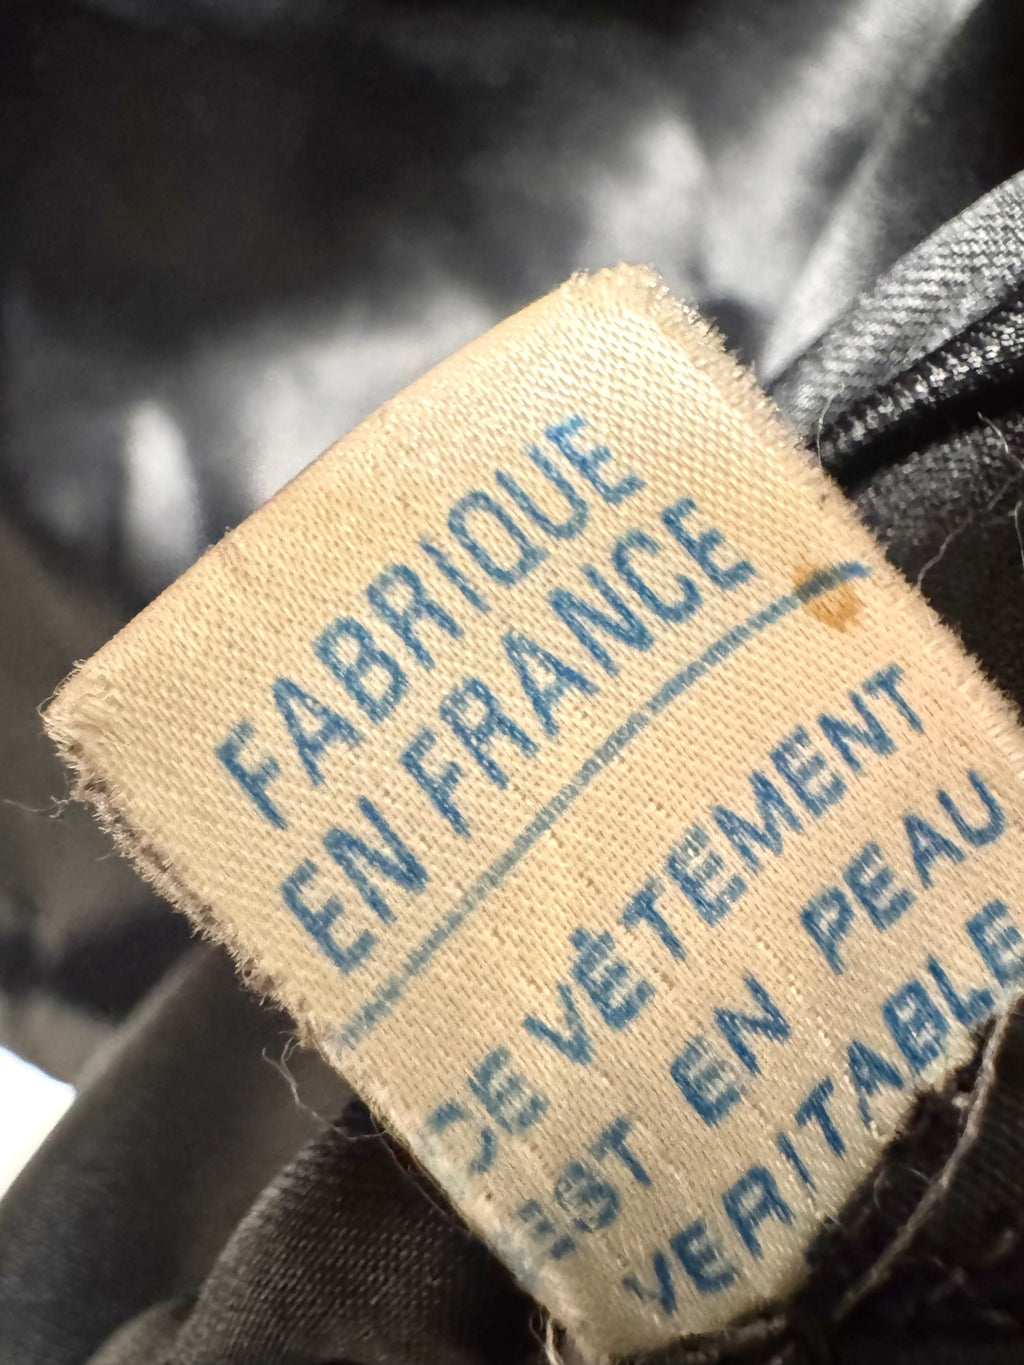 FABRIQUE
EN FRANCE
CE VÊTEMENT
EST EN PEAU
VERITABLE